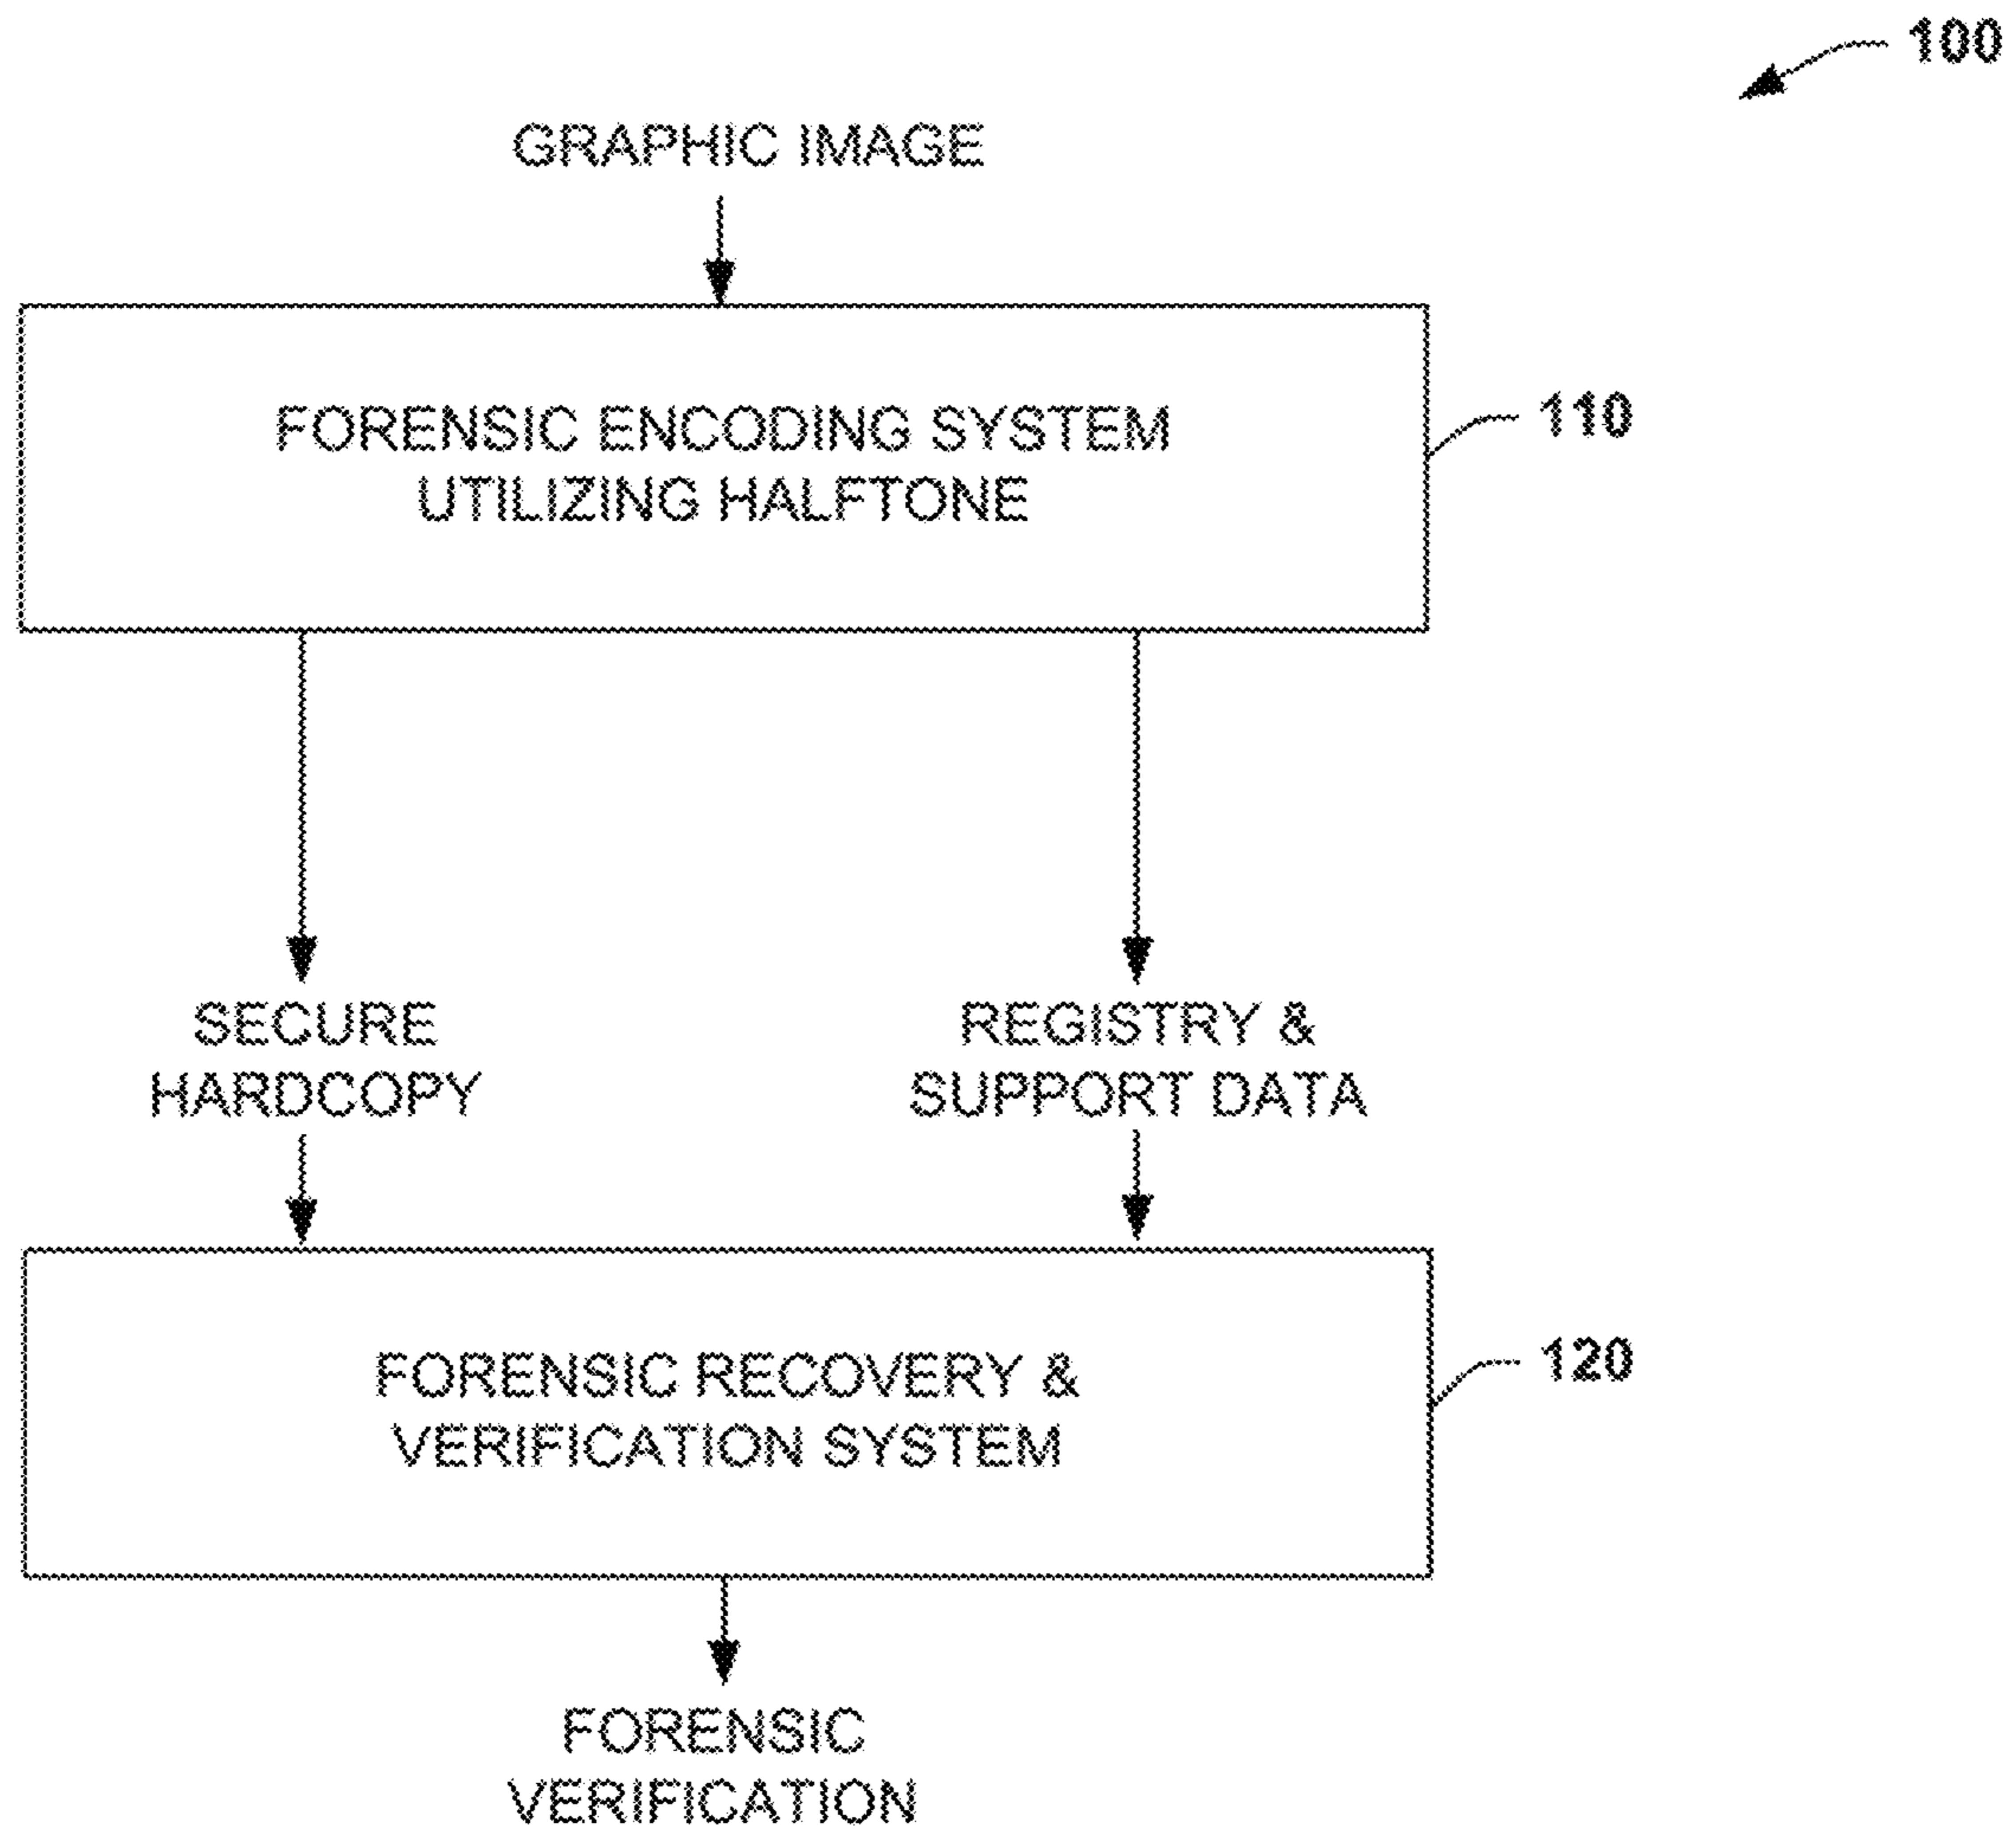 100
GRAPHIC IMAGE
FORENSIC ENCODING SYSTEM
UTILIZING HALFTONE
110
SECURE
HARDCOPY
REGISTRY &
SUPPORT DATA
FORENSIC RECOVERY &
VERIFICATION SYSTEM
120
FORENSIC
VERIFICATION